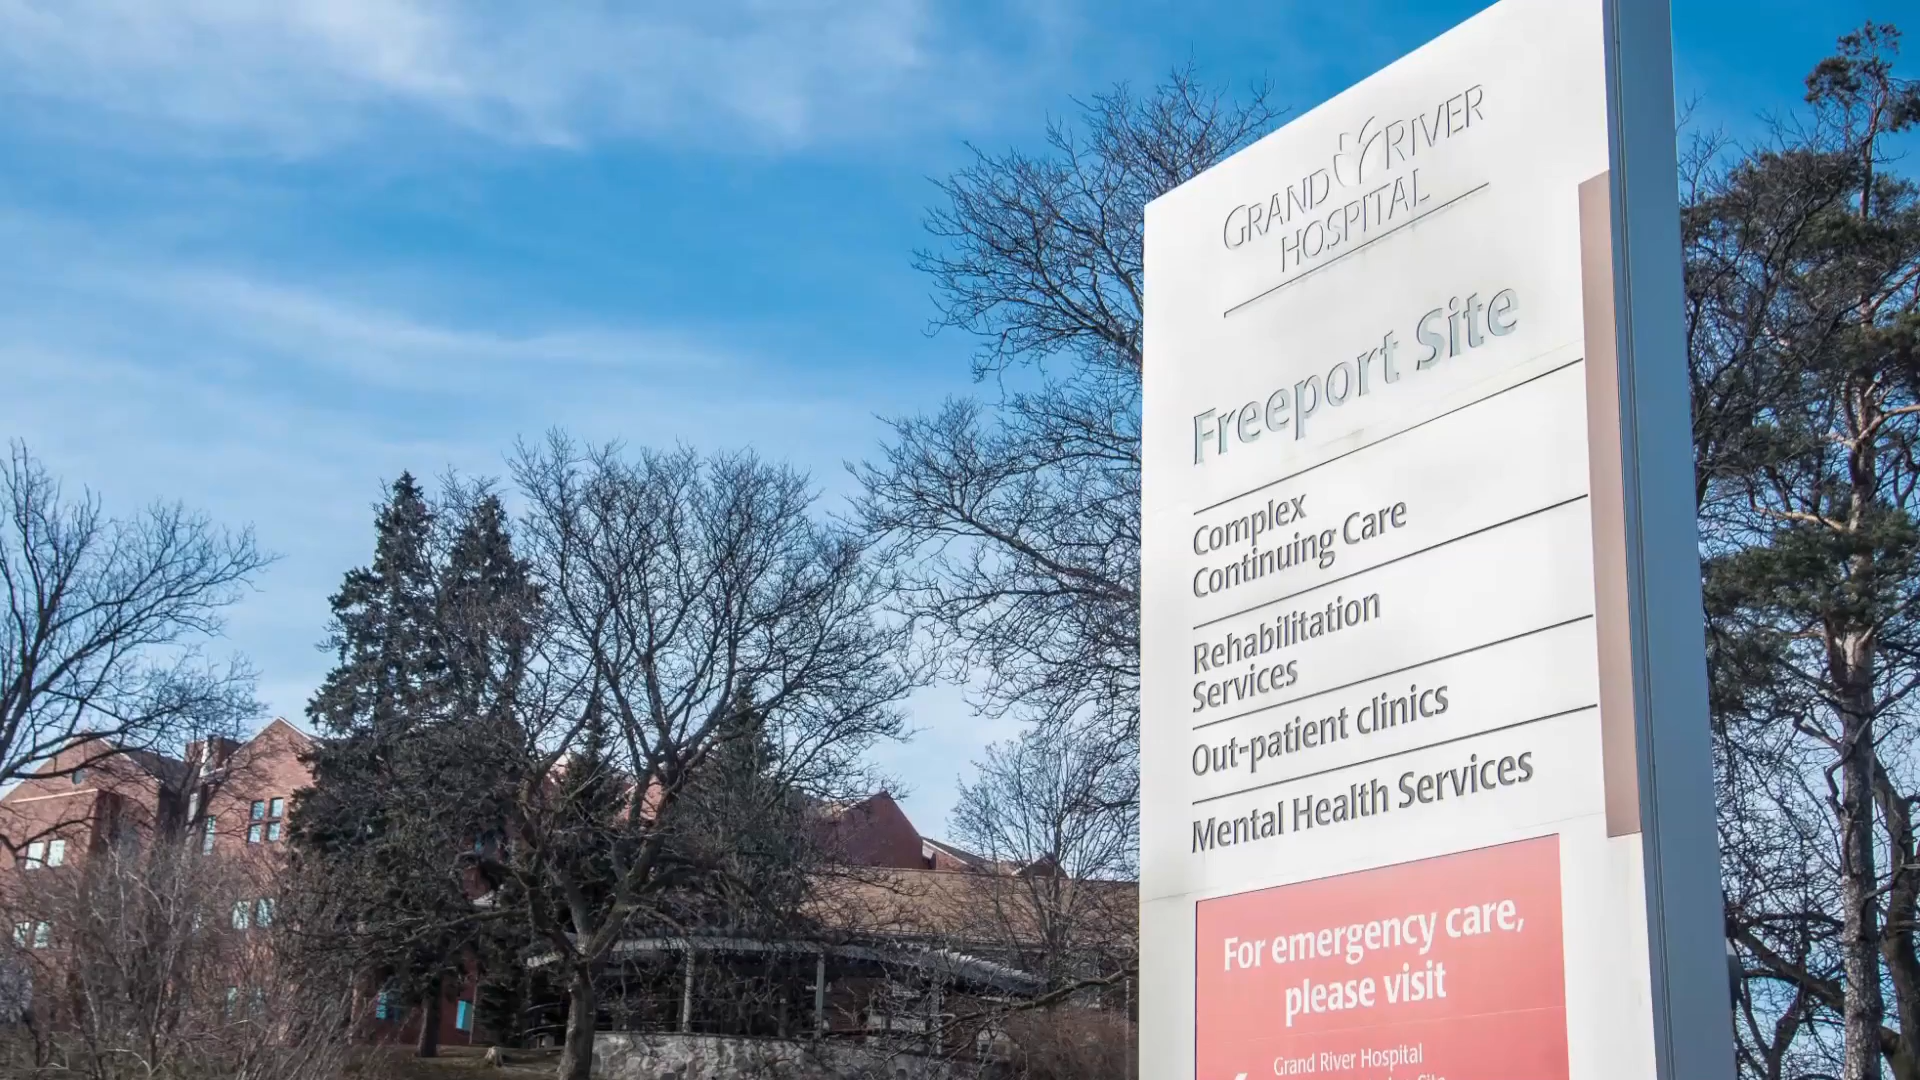 GRAND RIVER
HOSPITAL
Freeport Site
Complex
Continuing Care
Rehabilitation
Services
Out-patient clinics
Mental Health Services
For emergency care,
please visit
Grand River Hospital
Site